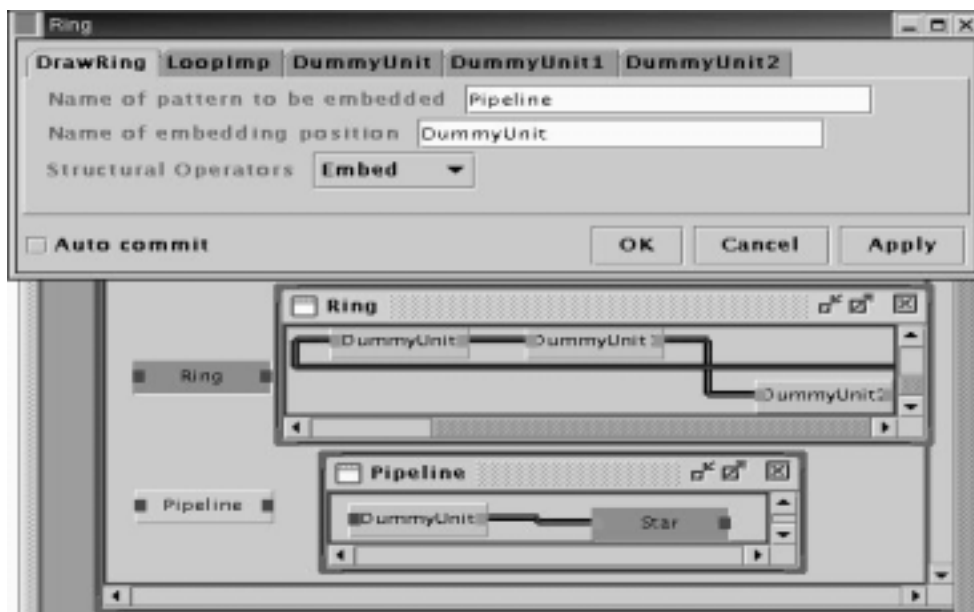 Ring
DrawRing LoopImp DummyUnit DummyUnit1 DummyUnit2
Name of pattern to be embedded Pipeline
Name of embedding position DummyUnit
Structural Operators Embed
Auto commit OK Cancel Apply
Ring
DummyUnit DummyUnit
Ring
DummyUnit2
Pipeline
Pipeline
DummyUnit Star